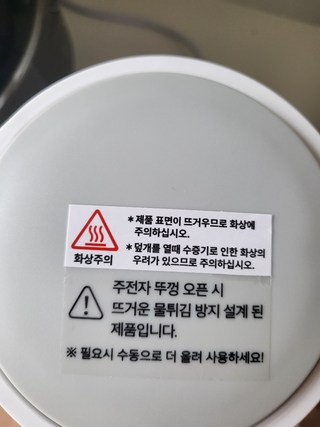 *제품 표면이 뜨거우므로 화상에
주의하십시오.
*덮개를 열때 수증기로 인한 화상의
우려가 있으므로 주의하십시오.
화상주의
주전자 뚜껑 오픈 시
뜨거운 물튀김 방지 설계 된
제품입니다.
※ 필요시 수동으로 더 올려 사용하세요!